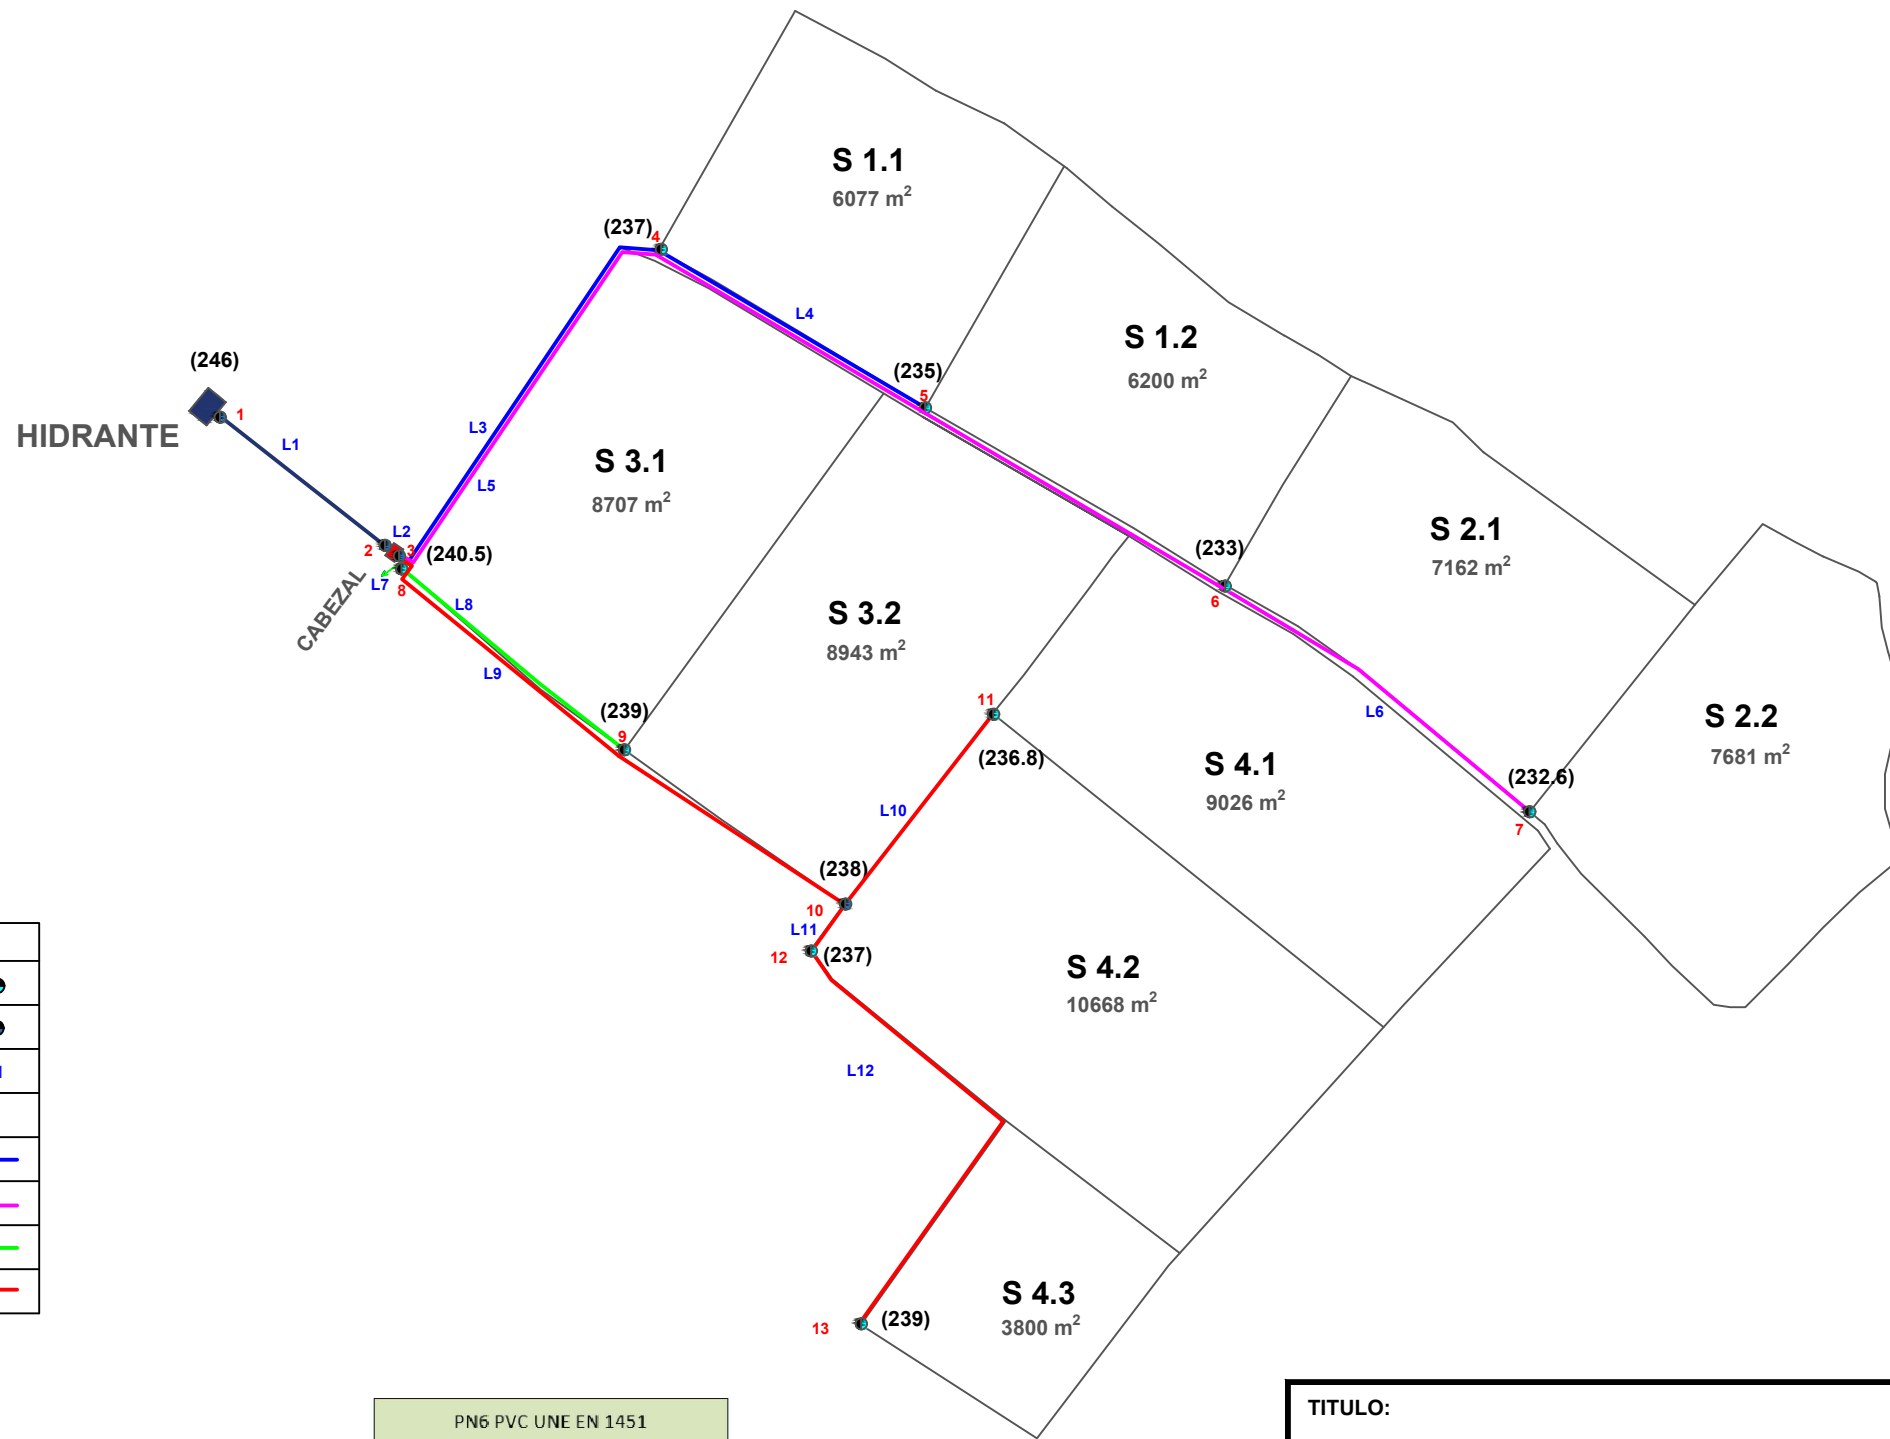 S 1.1
6077 m²
(237)
4
L4
S 1.2
6200 m²
(246)
1
HIDRANTE
L1
(235)
5
L3
S 3.1
8707 m²
L5
L2
2
3
(240.5)
L7
8
CABEZAL
L8
L9
(233)
6
S 2.1
7162 m²
S 3.2
8943 m²
(239)
9
11
(236.8)
L6
S 2.2
7681 m²
S 4.1
9026 m²
(232.6)
7
L10
(238)
10
L11
12
(237)
S 4.2
10668 m²
L12
S 4.3
3800 m²
13
(239)
PN6 PVC UNE EN 1451
TITULO: